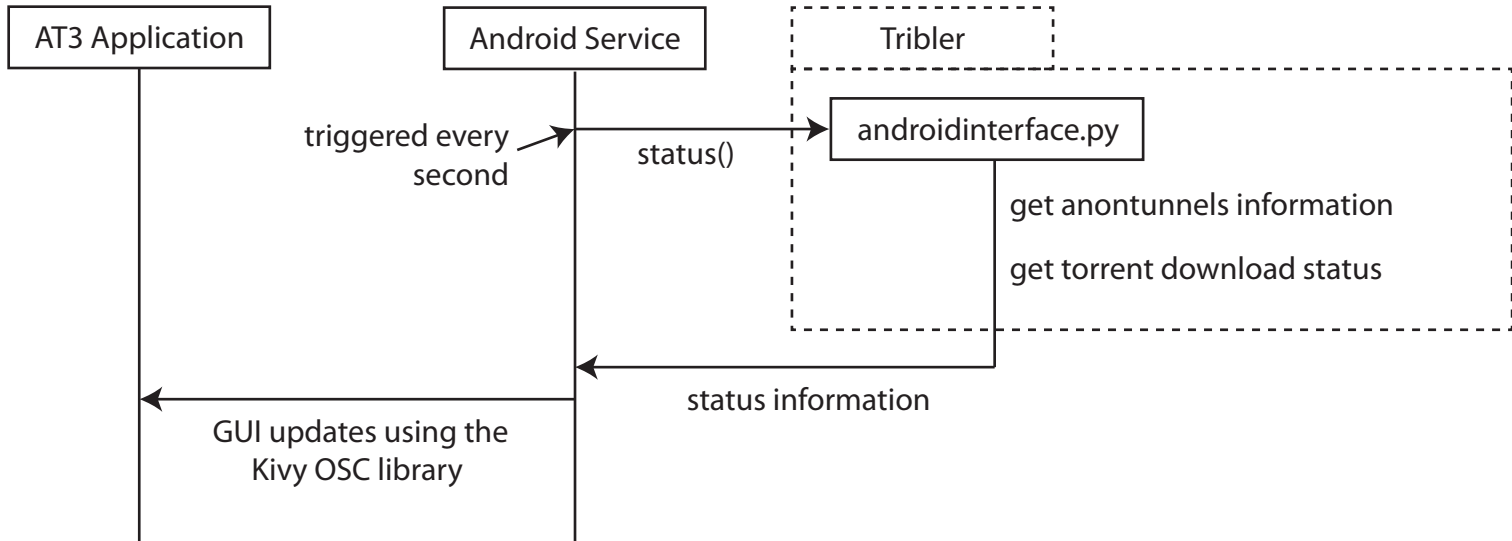 AT3 Application
Android Service
Tribler
androidinterface.py
triggered every
second
status()
get anontunnels information
get torrent download status
status information
GUI updates using the
Kivy OSC library